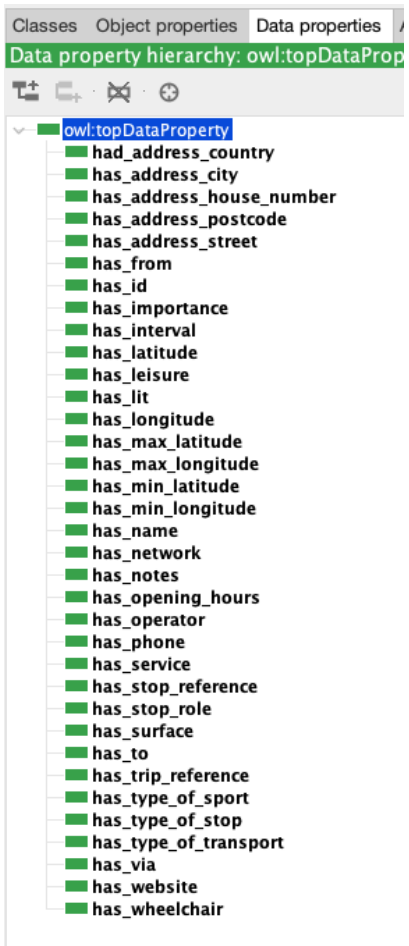 Classes Object properties Data properties
Data property hierarchy: owl:topDataProp
owl:topDataProperty
had_address_country
has_address_city
has_address_house_number
has_address_postcode
has_address_street
has_from
has_id
has_importance
has_interval
has_latitude
has_leisure
has_lit
has_longitude
has_max_latitude
has_max_longitude
has_min_latitude
has_min_longitude
has_name
has_network
has_notes
has_opening_hours
has_operator
has_phone
has_service
has_stop_reference
has_stop_role
has_surface
has_to
has_trip_reference
has_type_of_sport
has_type_of_stop
has_type_of_transport
has_via
has_website
has_wheelchair